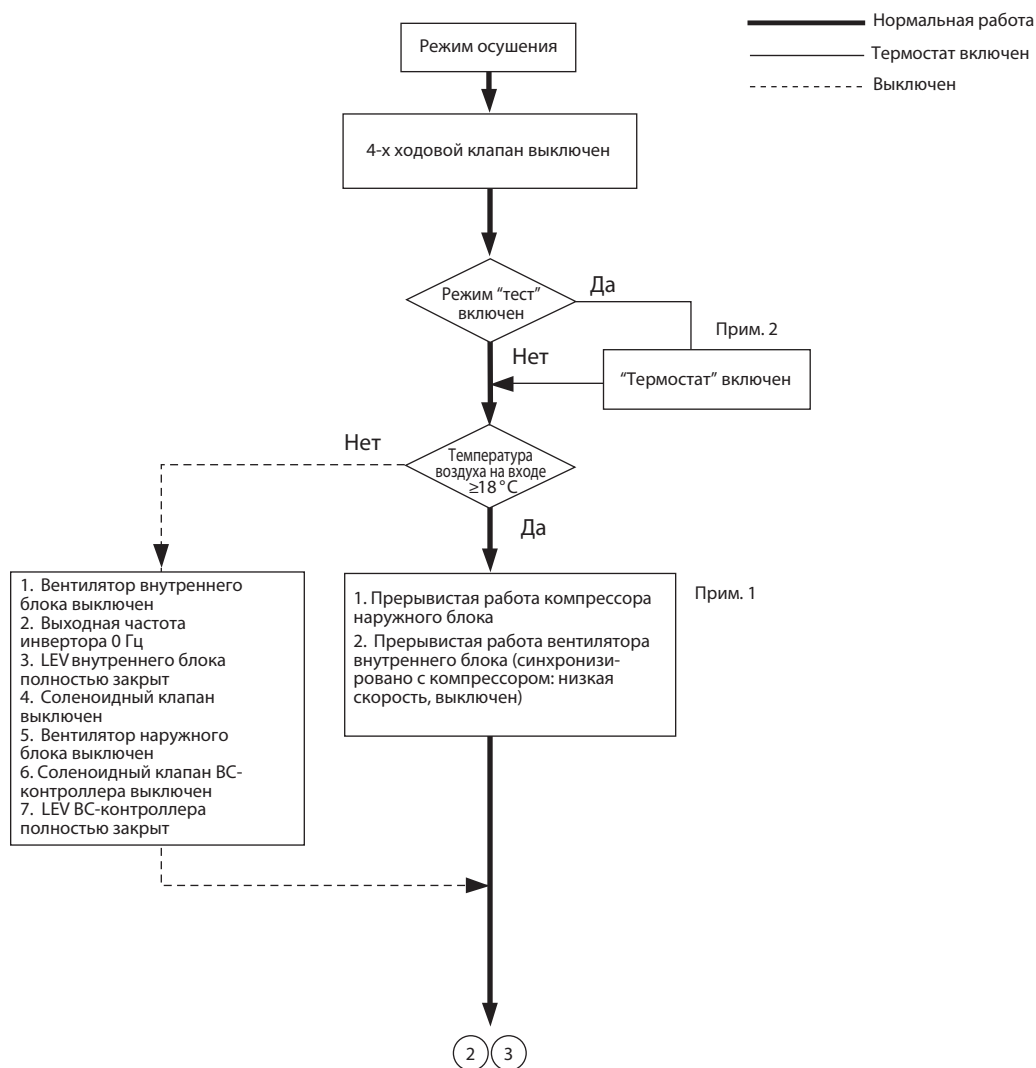 Нормальная работа
Термостат включен
Выключен
Режим осушения
4-х ходовой клапан выключен
Режим “тест”
включен
Да
Прим. 2
Нет
“Термостат” включен
Нет
Температура
воздуха на входе
≥18°C
Да
1. Вентилятор внутреннего
блока выключен
2. Выходная частота
инвертора 0 Гц
3. LEV внутреннего блока
полностью закрыт
4. Соленоидный клапан
выключен
5. Вентилятор наружного
блока выключен
6. Соленоидный клапан BC-
контроллера выключен
7. LEV BC-контроллера
полностью закрыт
1. Прерывистая работа компрессора
наружного блока
2. Прерывистая работа вентилятора
внутреннего блока (синхронизи-
ровано с компрессором: низкая
скорость, выключен)
Прим. 1
2 3